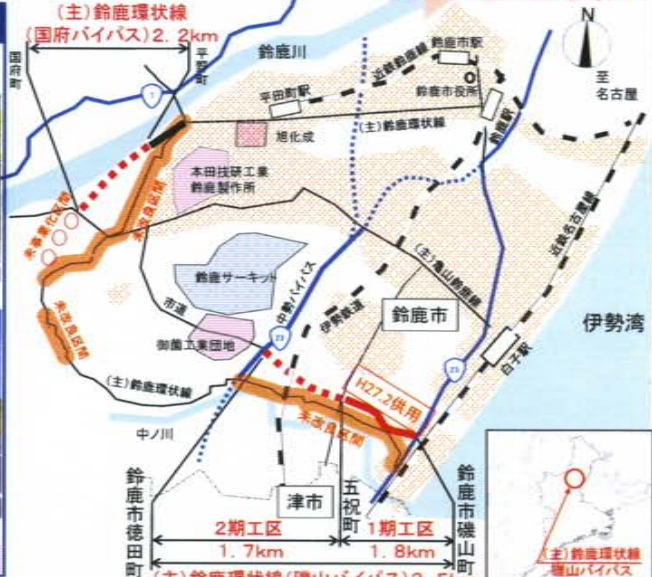 (主)鈴鹿環状線
(国府バイパス)2.2km
国府町
平野町
鈴鹿川
近鉄鈴鹿線
鈴鹿市駅
鈴鹿市役所
N
至
名古屋
1
平田町駅
(主)鈴鹿環状線
鈴鹿駅
旭化成
本田技研工業
鈴鹿製作所
未事業化区間
未改良区間
近鉄名古屋線
鈴鹿サーキット
中勢バイパス
(主)亀山鈴鹿線
未改良区間
市道
伊勢鉄道
鈴鹿市
伊勢湾
御薗工業団地
23
白子駅
23
(主)鈴鹿環状線
H27.2供用
中ノ川
未改良区間
鈴鹿市徳田町
津市
五祝町
鈴鹿市磯山町
2期工区
1期工区
1.7km
1.8km
(主)鈴鹿環状線
磯山バイパス